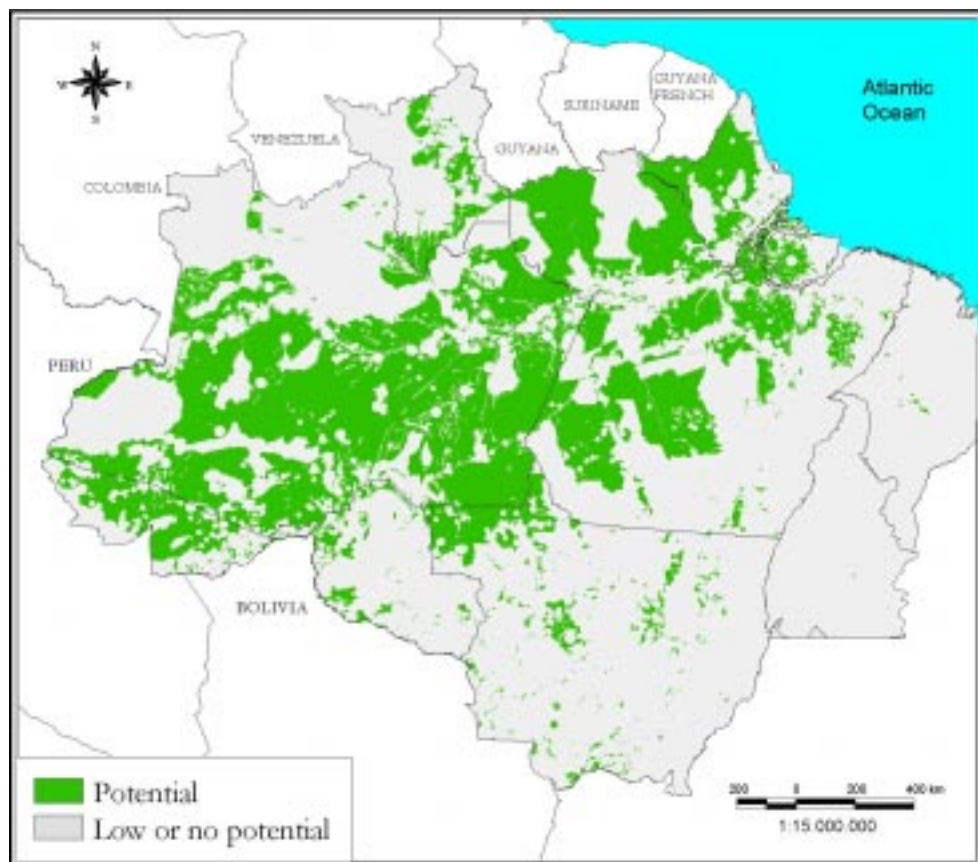 N
W E
S
Atlantic
Ocean
GUYANA
FRENCH
SURINAME
VENEZUELA
GUYANA
COLOMBIA
PERU
BOLIVIA
Potential
Low or no potential
200 0 200 400 km
1:15.000.000